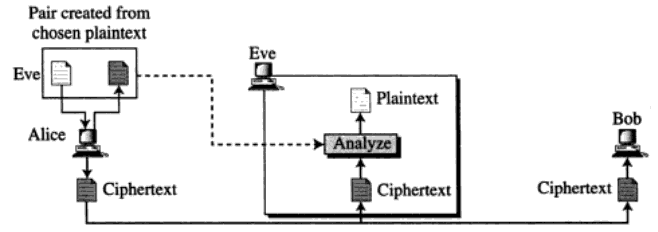 Pair created from
chosen plaintext
Eve
Eve
Plaintext
Bob
Alice
Analyze
Ciphertext
Ciphertext
Ciphertext